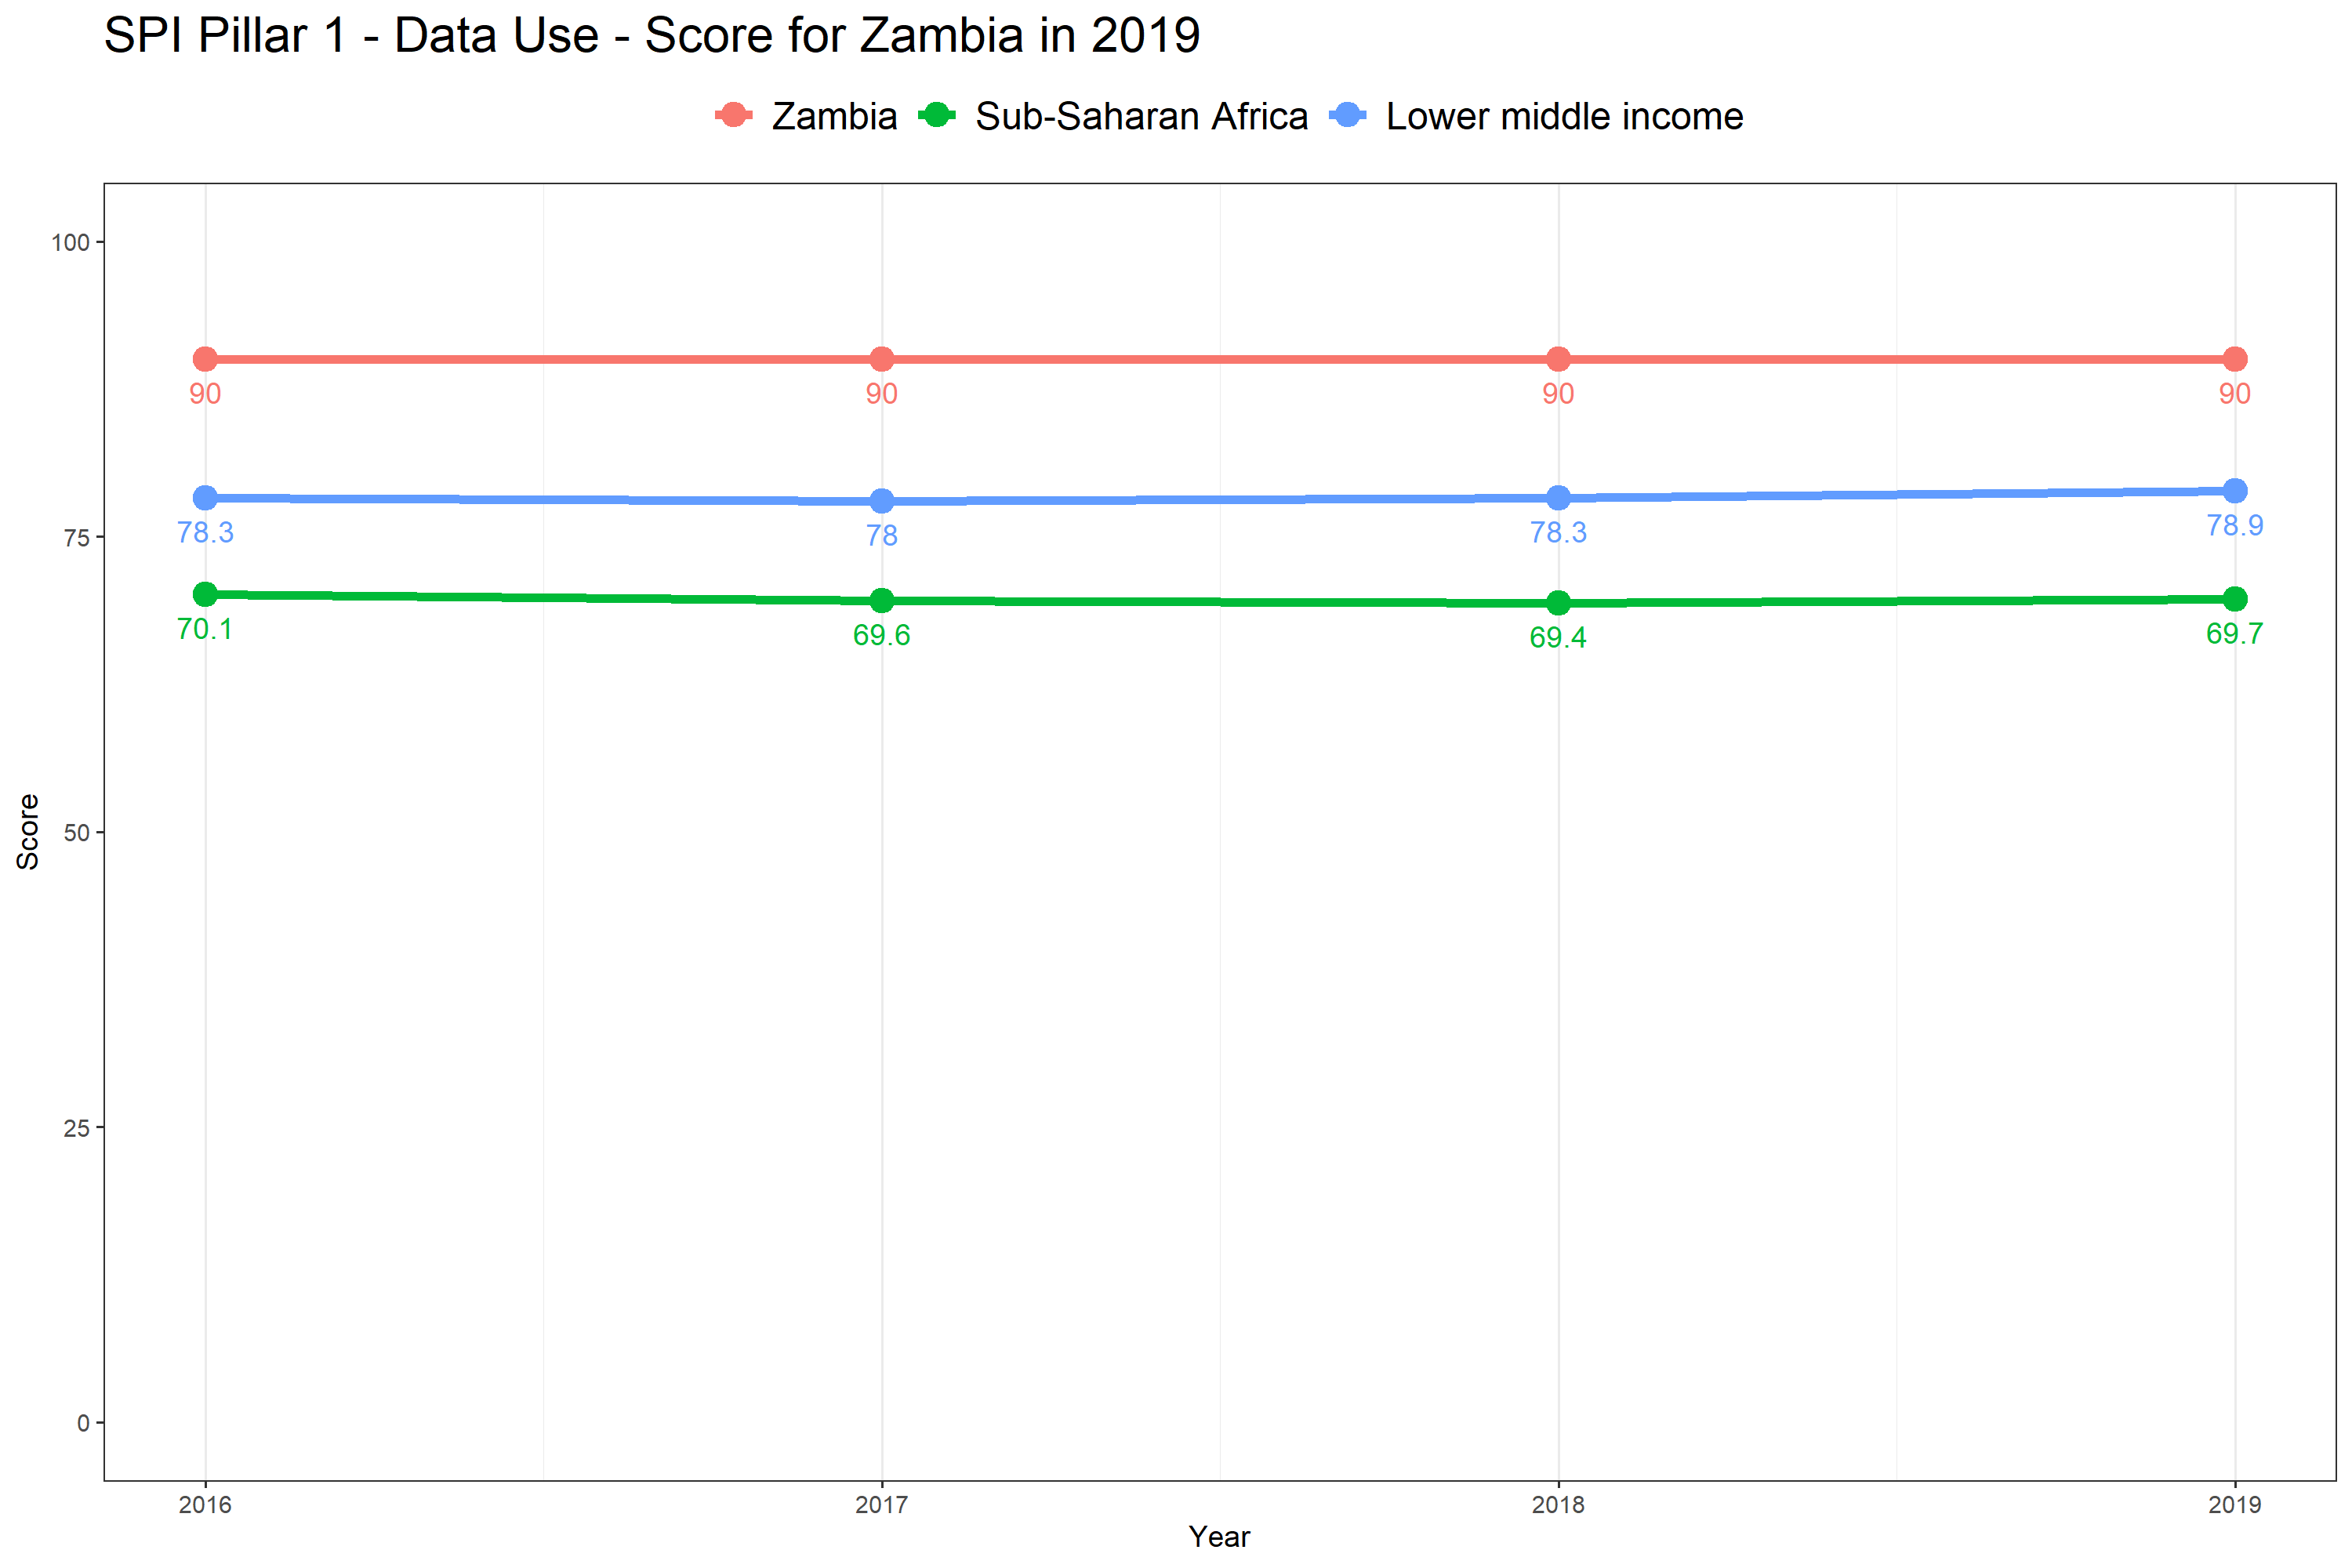 SPI Pillar 1 - Data Use - Score for Zambia in 2019
Zambia Sub-Saharan Africa Lower middle income
100
90 90 90 90
78.3 78 78.3 78.9
75
70.1 69.6 69.4 69.7
Score
50
25
0
2016 2017 2018 2019
Year